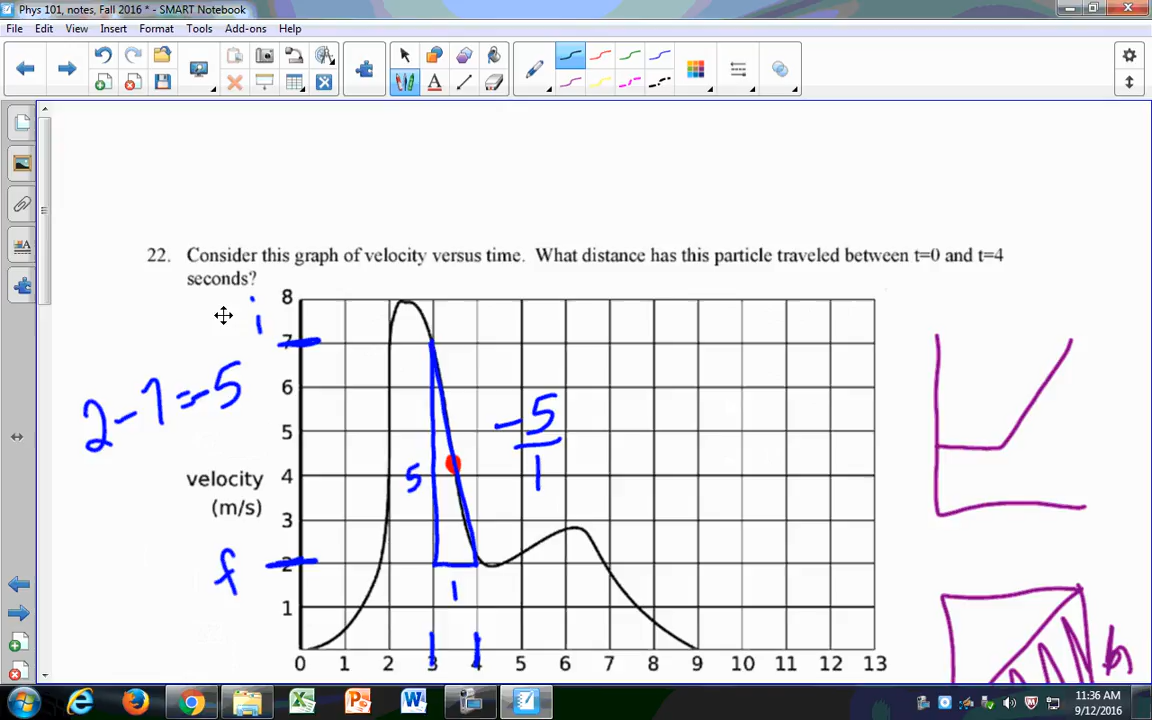 Phys 101, notes, Fall 2016 * - SMART Notebook
File Edit View Insert Format Tools Add-ons Help
22. Consider this graph of velocity versus time. What distance has this particle traveled between t=0 and t=4
seconds?
i
8
7
6
5
4
3
2
1
2-7=-5
velocity
(m/s)
f
5
-5
1
1
0 1 2 3 4 5 6 7 8 9 10 11 12 13
h
11:36 AM
9/12/2016